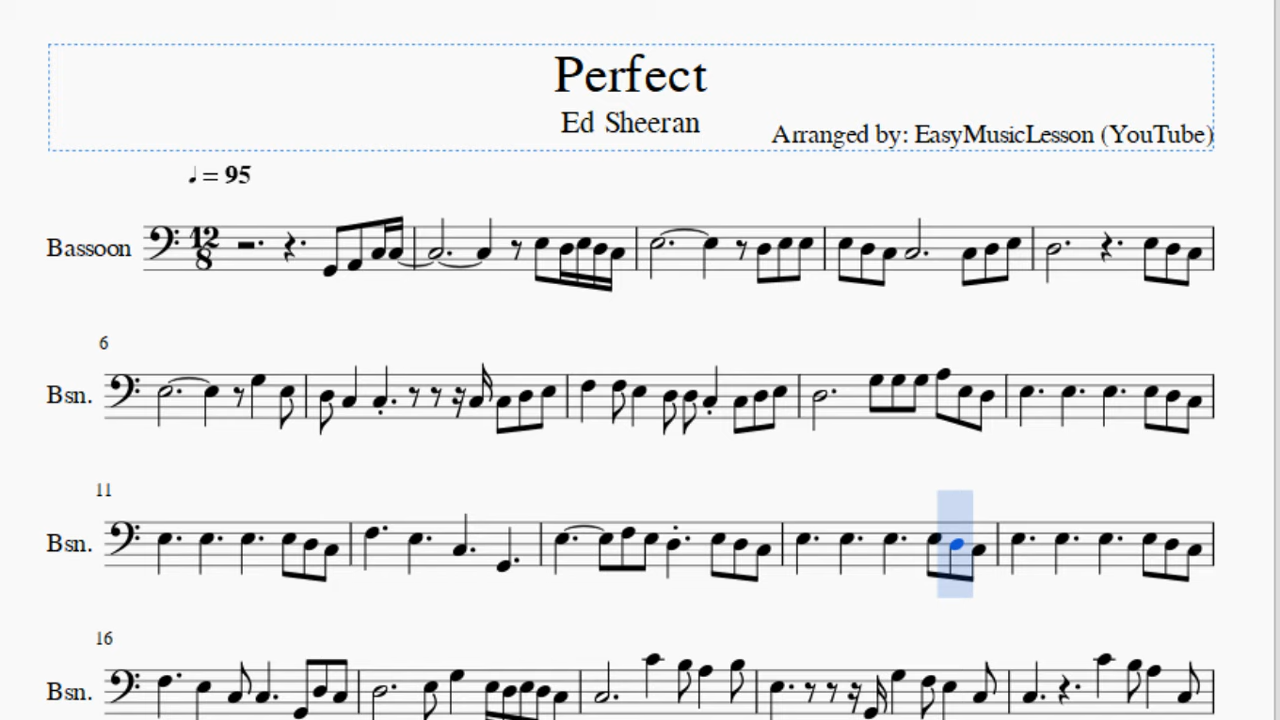 Perfect
Ed Sheeran
Arranged by: EasyMusicLesson (YouTube)
♩ = 95
Bassoon
12
8
6
Bsn.
11
Bsn.
16
Bsn.